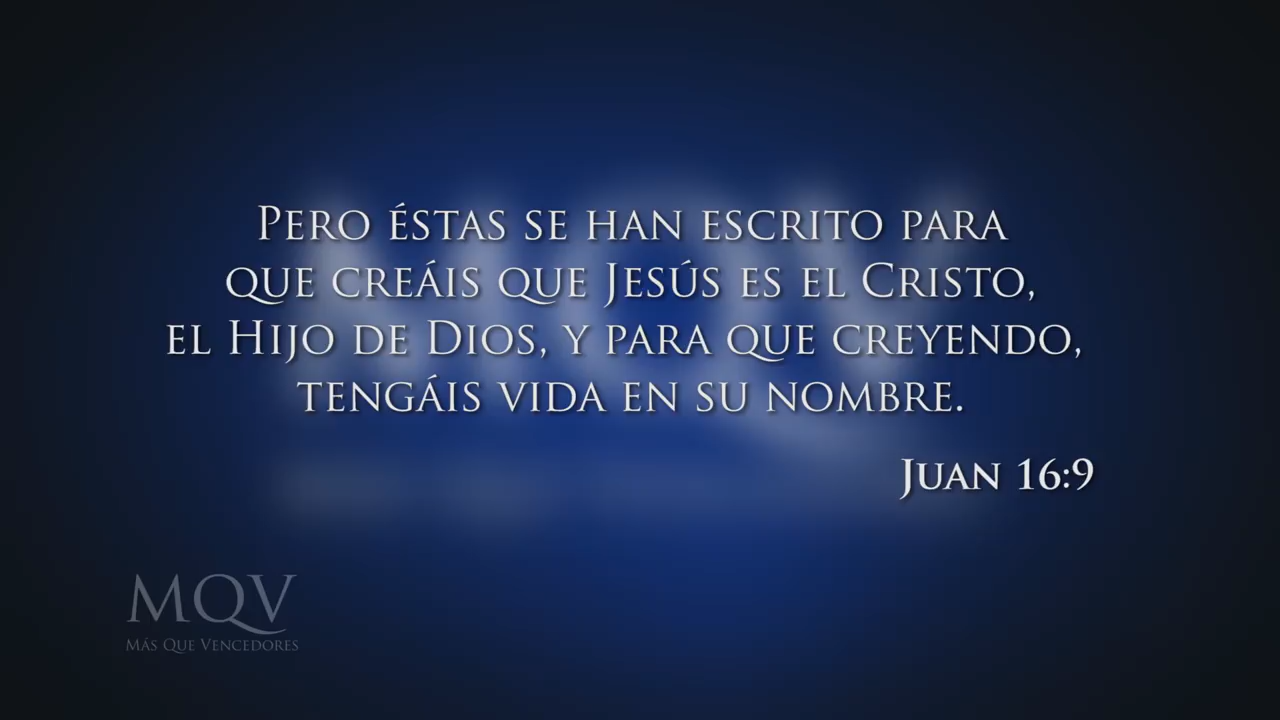 Pero éstas se han escrito para
que creáis que Jesús es el Cristo,
el Hijo de Dios, y para que creyendo,
tengáis vida en su nombre.
Juan 16:9
MQV
Más Que Vencedores